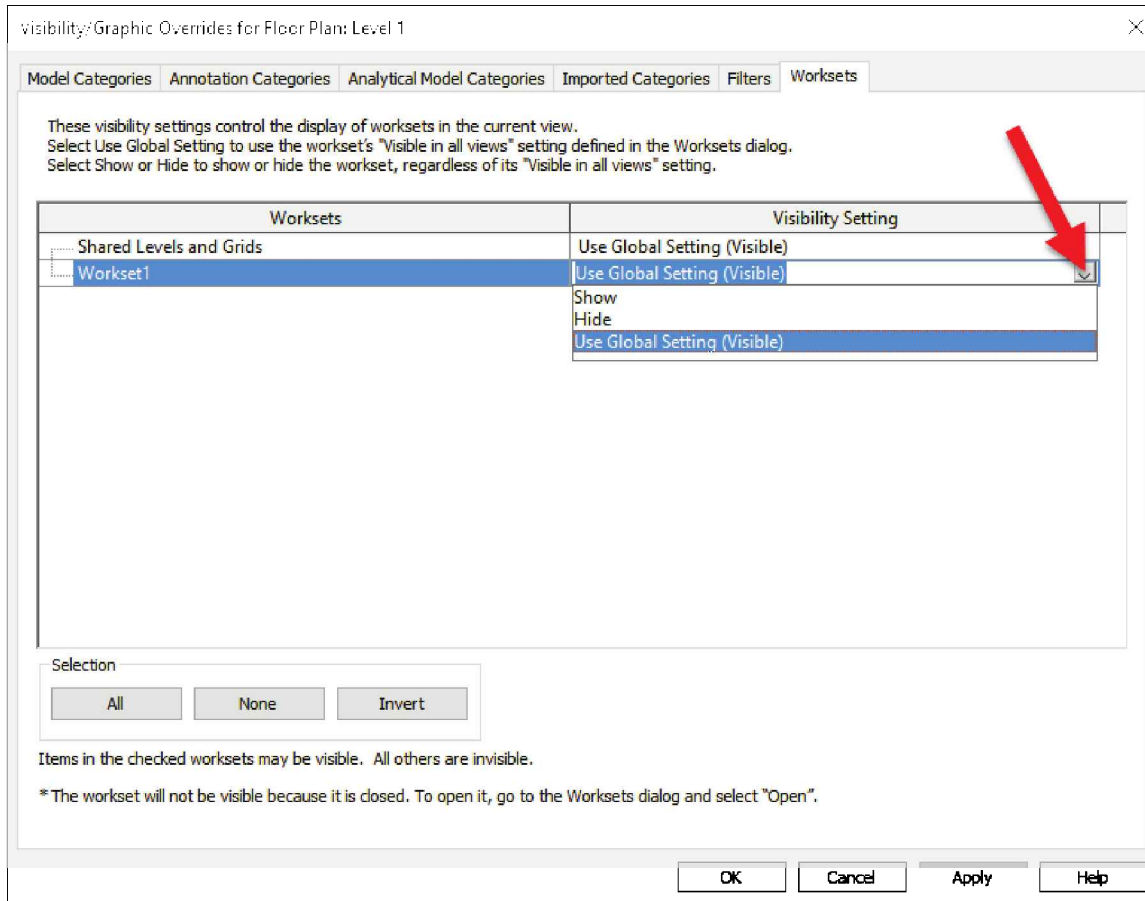 Visibility/Graphic Overrides for Floor Plan: Level 1
Model Categories Annotation Categories Analytical Model Categories Imported Categories Filters Worksets
These visibility settings control the display of worksets in the current view.
Select Use Global Setting to use the workset's "Visible in all views" setting defined in the Worksets dialog.
Select Show or Hide to show or hide the workset, regardless of its "Visible in all views" setting.
Worksets Visibility Setting
Shared Levels and Grids Use Global Setting (Visible)
Workset1 Use Global Setting (Visible)
Show
Hide
Use Global Setting (Visible)
Selection
All None Invert
Items in the checked worksets may be visible. All others are invisible.
* The workset will not be visible because it is closed. To open it, go to the Worksets dialog and select "Open".
OK Cancel Apply Help